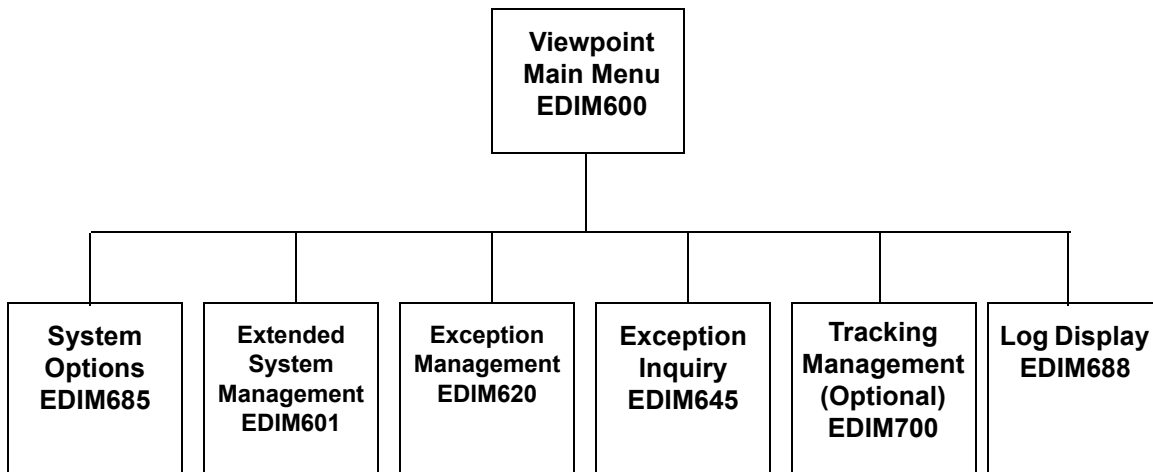 Viewpoint
Main Menu
EDIM600
System
Options
EDIM685
Extended
System
Management
EDIM601
Exception
Management
EDIM620
Exception
Inquiry
EDIM645
Tracking
Management
(Optional)
EDIM700
Log Display
EDIM688